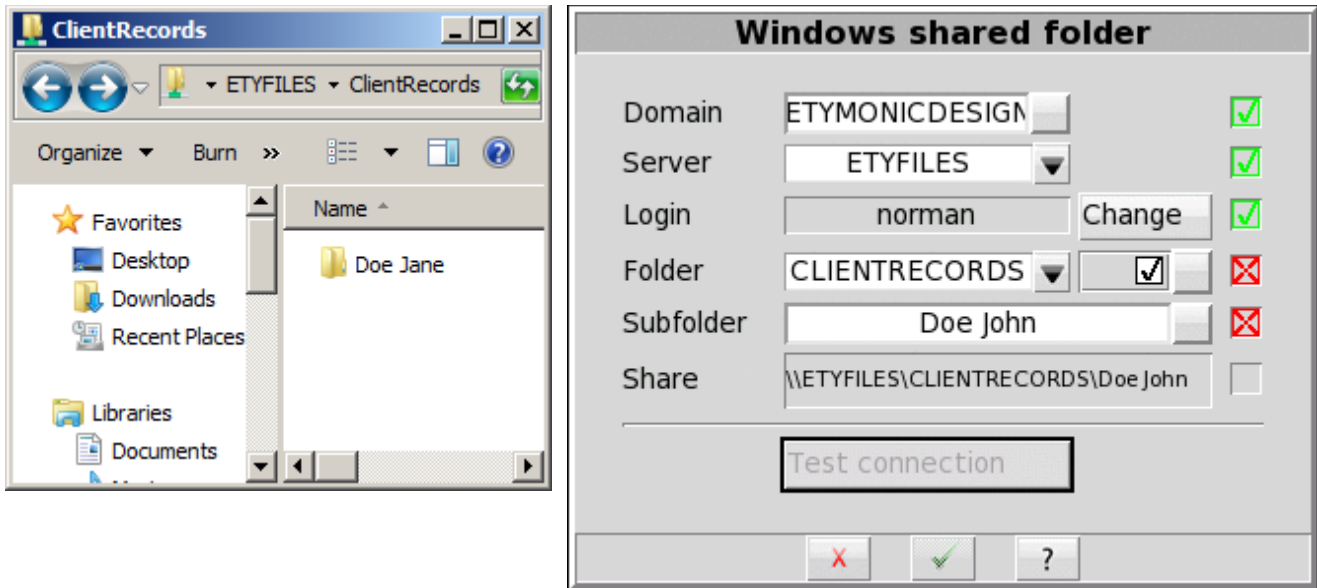 ClientRecords
ETYFILES ClientRecords
Organize Burn »
Favorites
Desktop
Downloads
Recent Places
Libraries
Documents
Name
Doe Jane
Windows shared folder
Domain ETYMONICDESIGN
Server ETYFILES
Login norman Change
Folder CLIENTRECORDS
Subfolder Doe John
Share \\ETYFILES\CLIENTRECORDS\Doe John
Test connection
X ?